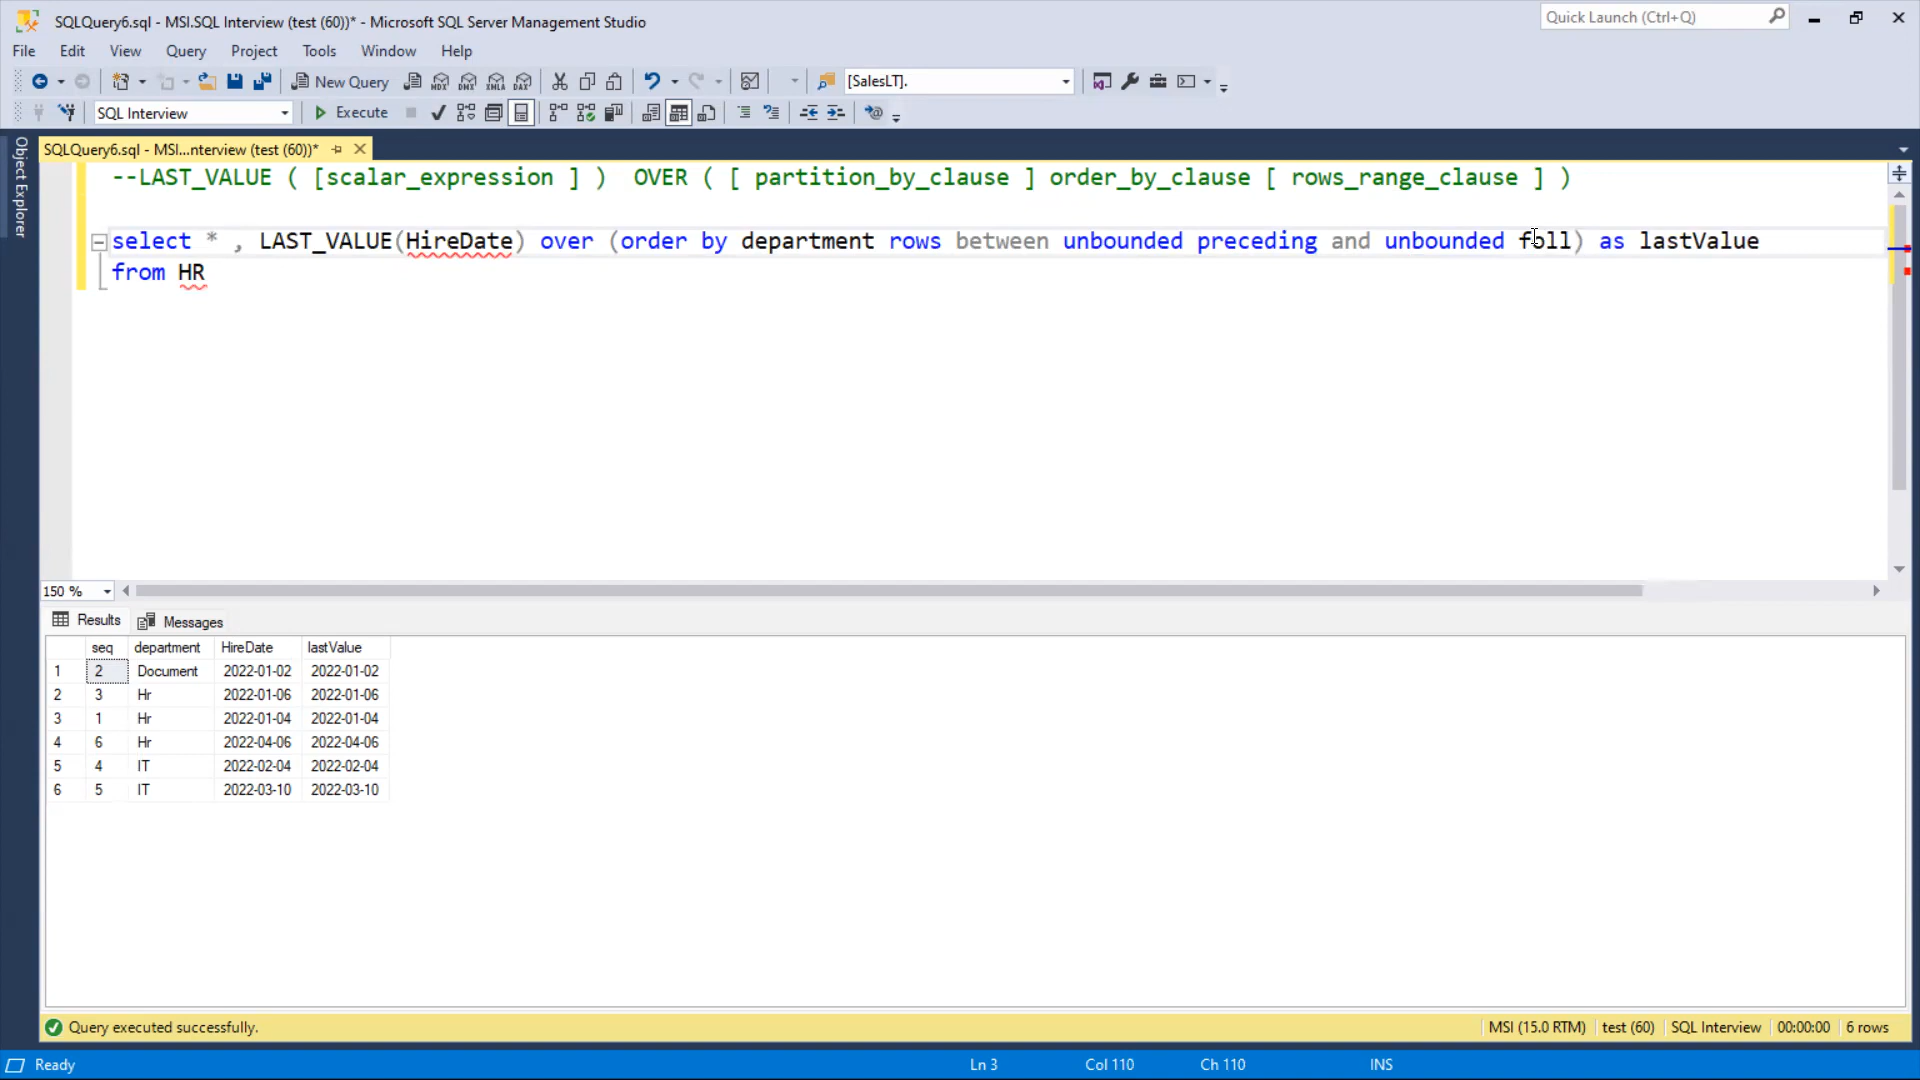 SQLQuery6.sql - MSI.SQL Interview (test (60))* - Microsoft SQL Server Management Studio
Quick Launch (Ctrl+Q)
File Edit View Query Project Tools Window Help
New Query
MDX DMX XMLA DAX
[SalesLT].
SQL Interview
Execute
Object Explorer
SQLQuery6.sql - MSI...nterview (test (60))*
--LAST_VALUE ( [scalar_expression ] )  OVER ( [ partition_by_clause ] order_by_clause [ rows_range_clause ] )
select * , LAST_VALUE(HireDate) over (order by department rows between unbounded preceding and unbounded foll) as lastValue
from HR
150 %
Results Messages
seq department HireDate lastValue
1 2 Document 2022-01-02 2022-01-02
2 3 Hr 2022-01-06 2022-01-06
3 1 Hr 2022-01-04 2022-01-04
4 6 Hr 2022-04-06 2022-04-06
5 4 IT 2022-02-04 2022-02-04
6 5 IT 2022-03-10 2022-03-10
Query executed successfully.
MSI (15.0 RTM) test (60) SQL Interview 00:00:00 6 rows
Ready
Ln 3 Col 110 Ch 110 INS